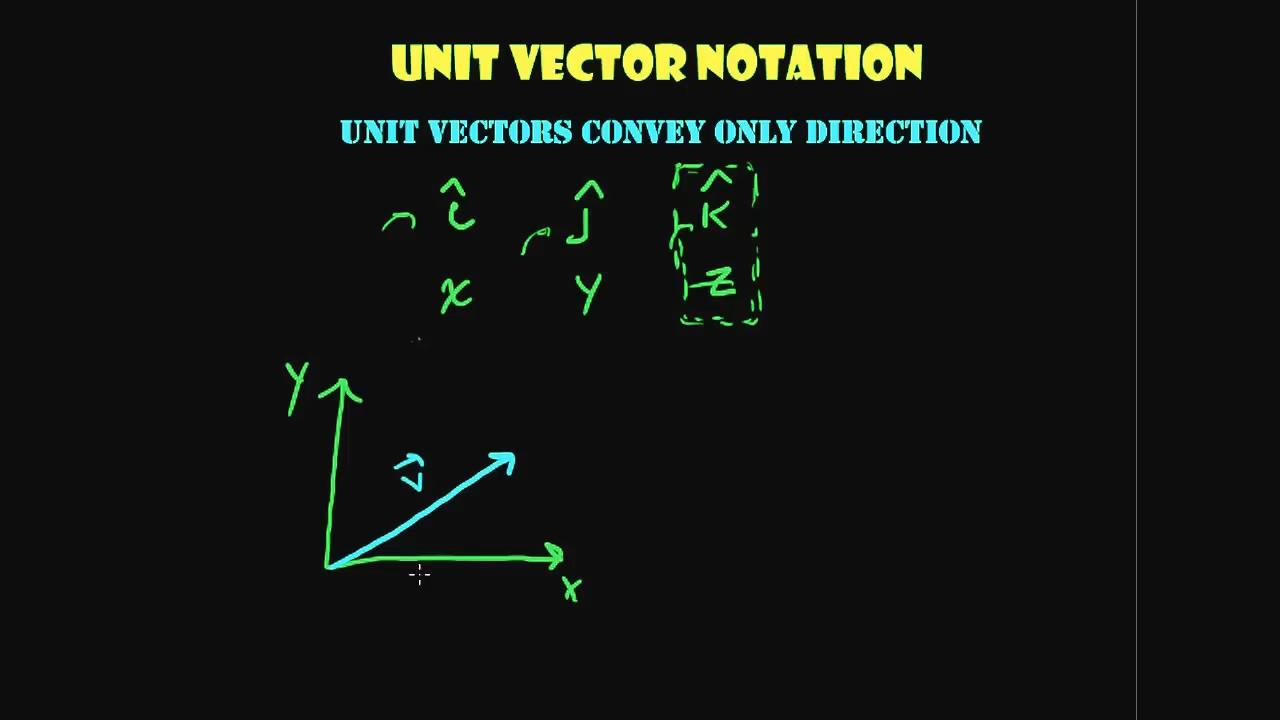 UNIT VECTOR NOTATION
UNIT VECTORS CONVEY ONLY DIRECTION
î ĵ k̂
x y z
y
v⃗
x